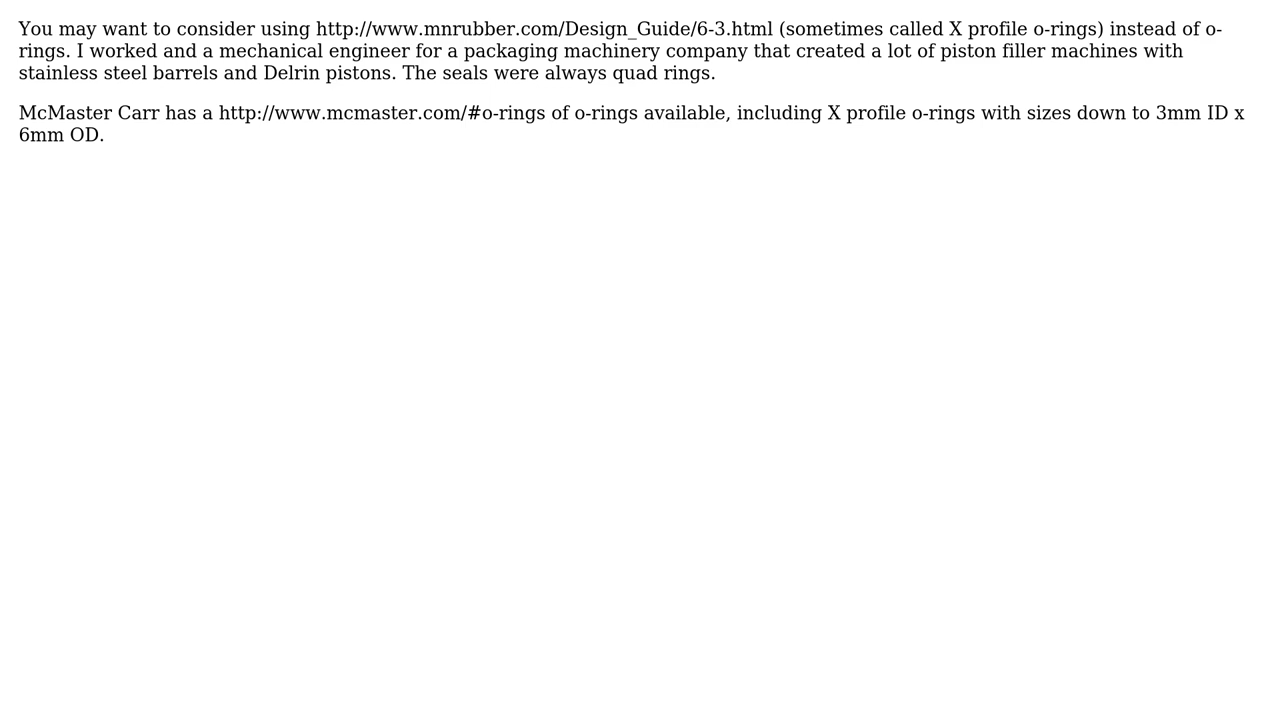 You may want to consider using http://www.mnrubber.com/Design_Guide/6-3.html (sometimes called X profile o-rings) instead of o-
rings. I worked and a mechanical engineer for a packaging machinery company that created a lot of piston filler machines with
stainless steel barrels and Delrin pistons. The seals were always quad rings.
McMaster Carr has a http://www.mcmaster.com/#o-rings of o-rings available, including X profile o-rings with sizes down to 3mm ID x
6mm OD.